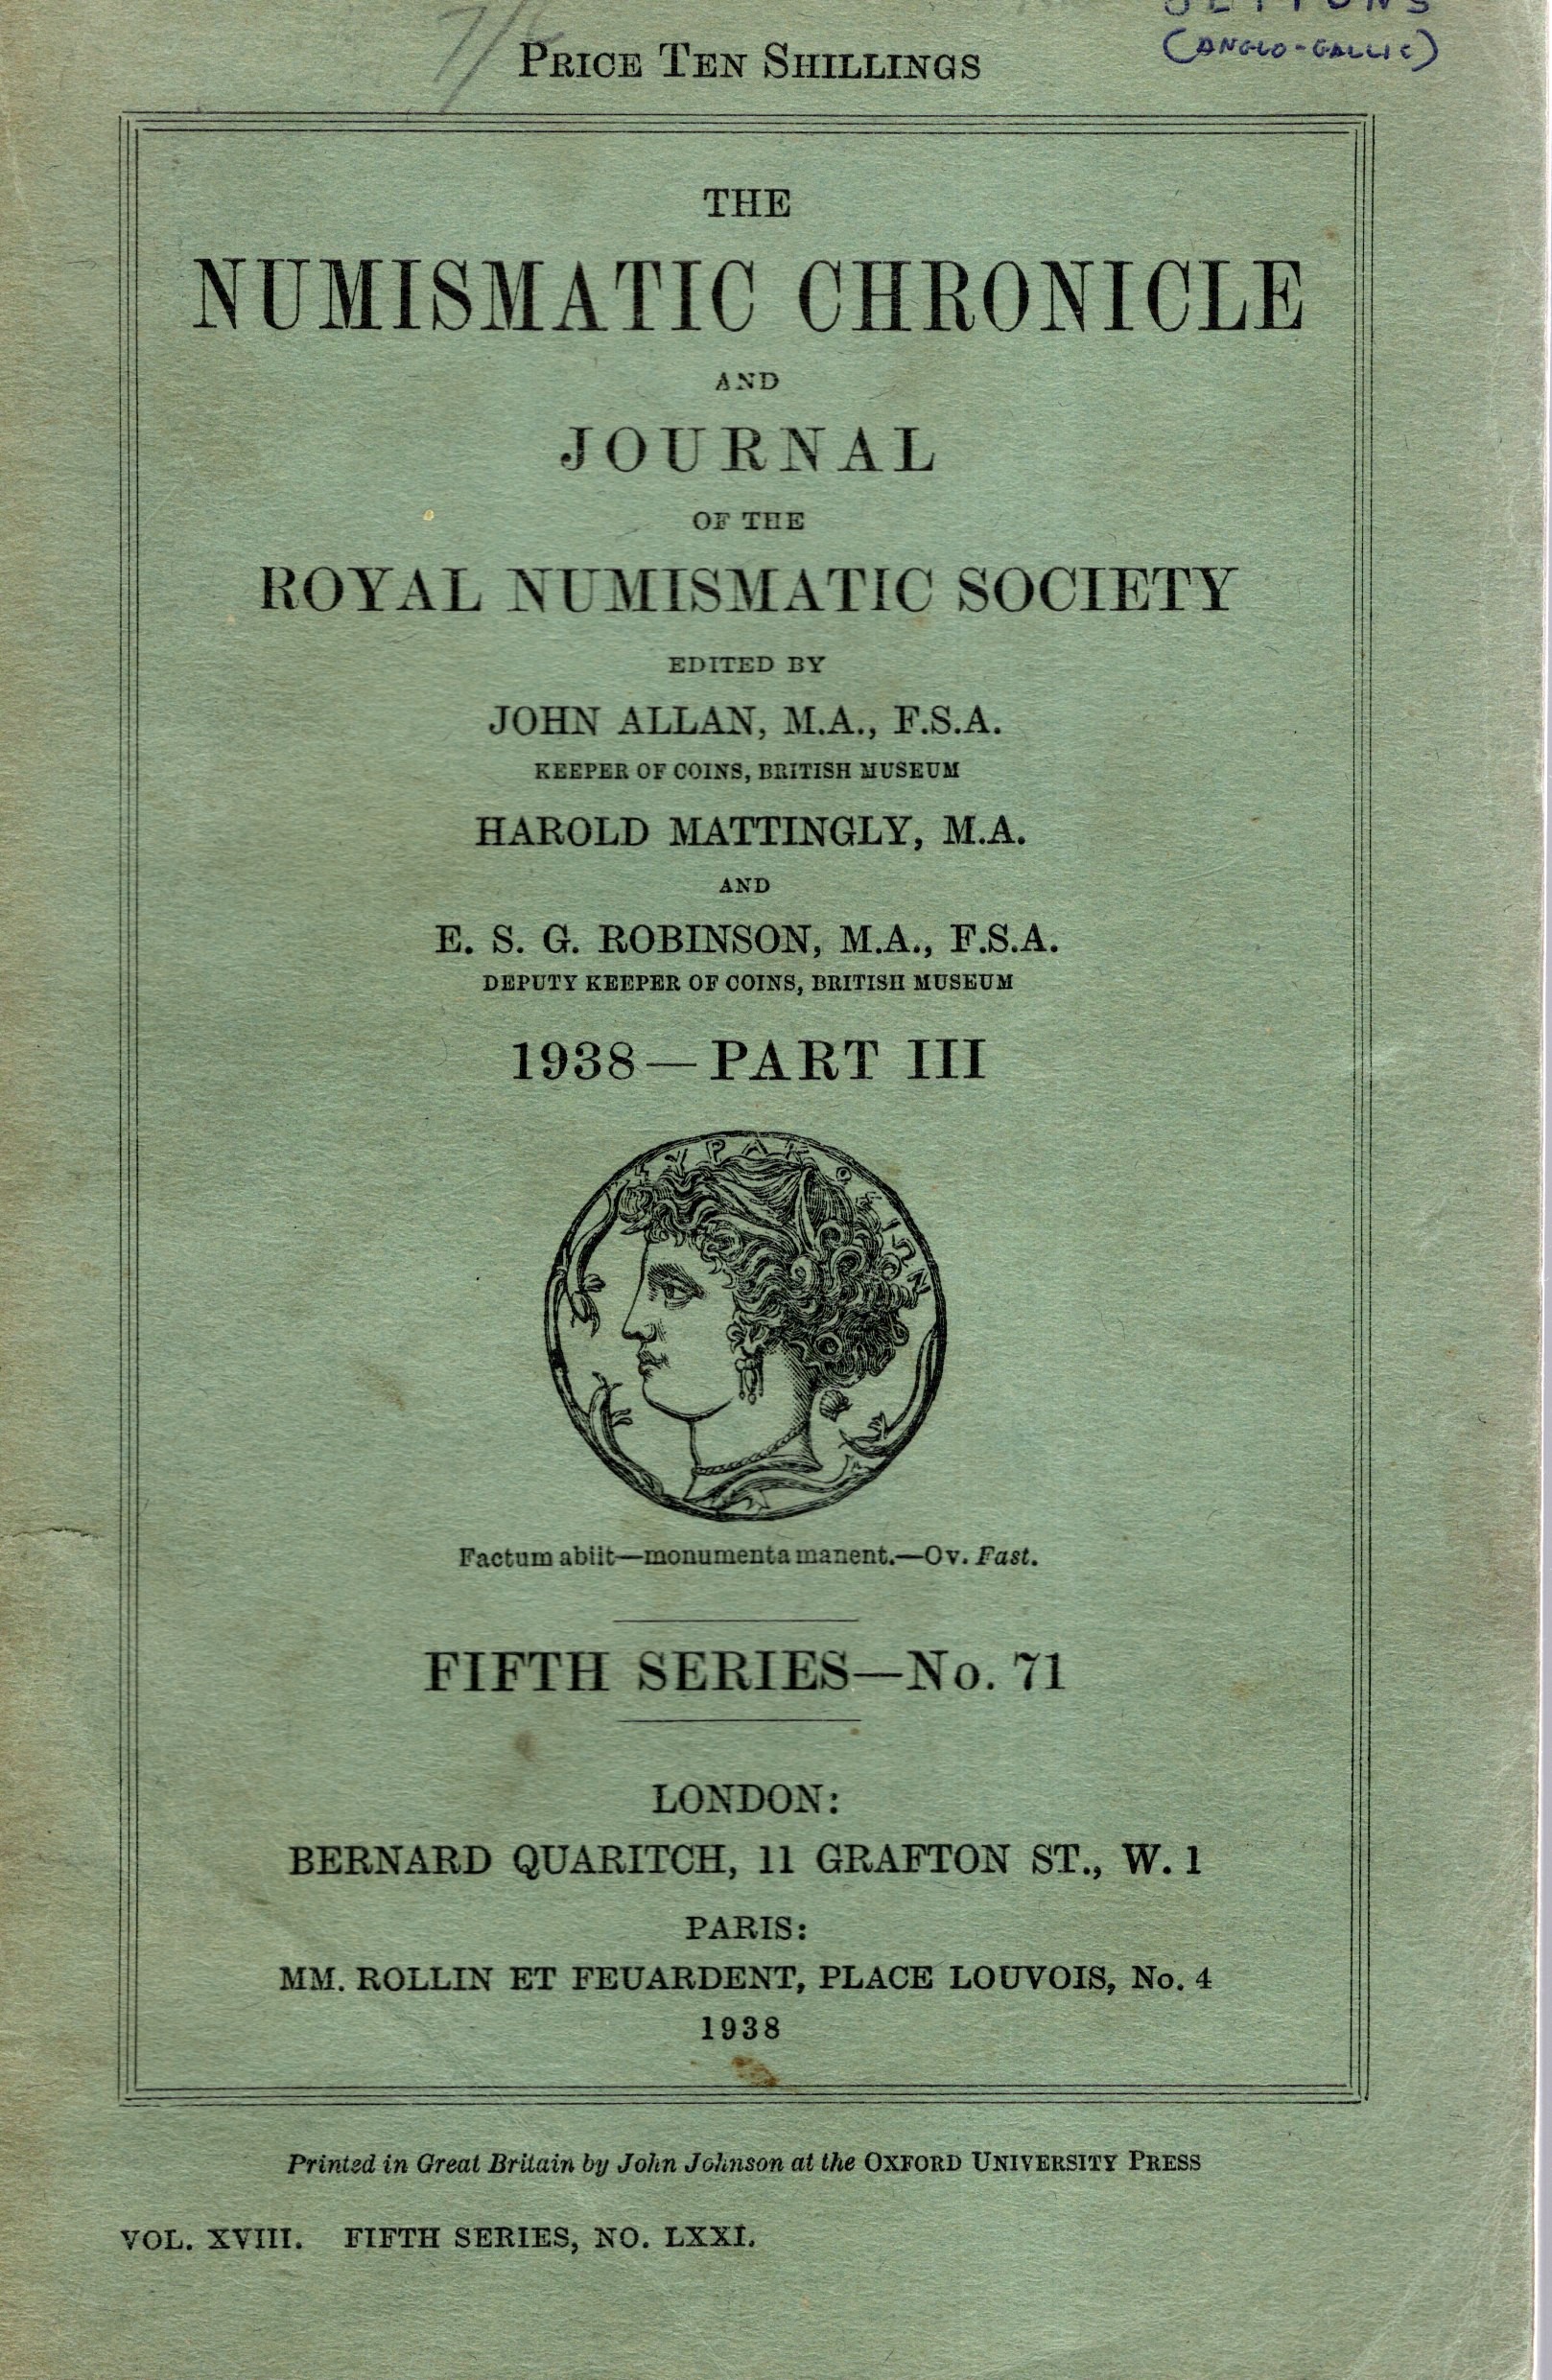 JETTONS
(ANGLO-GALLIC)
7/6
PRICE TEN SHILLINGS
THE
NUMISMATIC CHRONICLE
AND
JOURNAL
OF THE
ROYAL NUMISMATIC SOCIETY
EDITED BY
JOHN ALLAN, M.A., F.S.A.
KEEPER OF COINS, BRITISH MUSEUM
HAROLD MATTINGLY, M.A.
AND
E. S. G. ROBINSON, M.A., F.S.A.
DEPUTY KEEPER OF COINS, BRITISH MUSEUM
1938—PART III
Factum abiit—monumenta manent.—Ov. Fast.
FIFTH SERIES—No. 71
LONDON:
BERNARD QUARITCH, 11 GRAFTON ST., W. 1
PARIS:
MM. ROLLIN ET FEUARDENT, PLACE LOUVOIS, No. 4
1938
Printed in Great Britain by John Johnson at the OXFORD UNIVERSITY PRESS
VOL. XVIII. FIFTH SERIES, NO. LXXI.